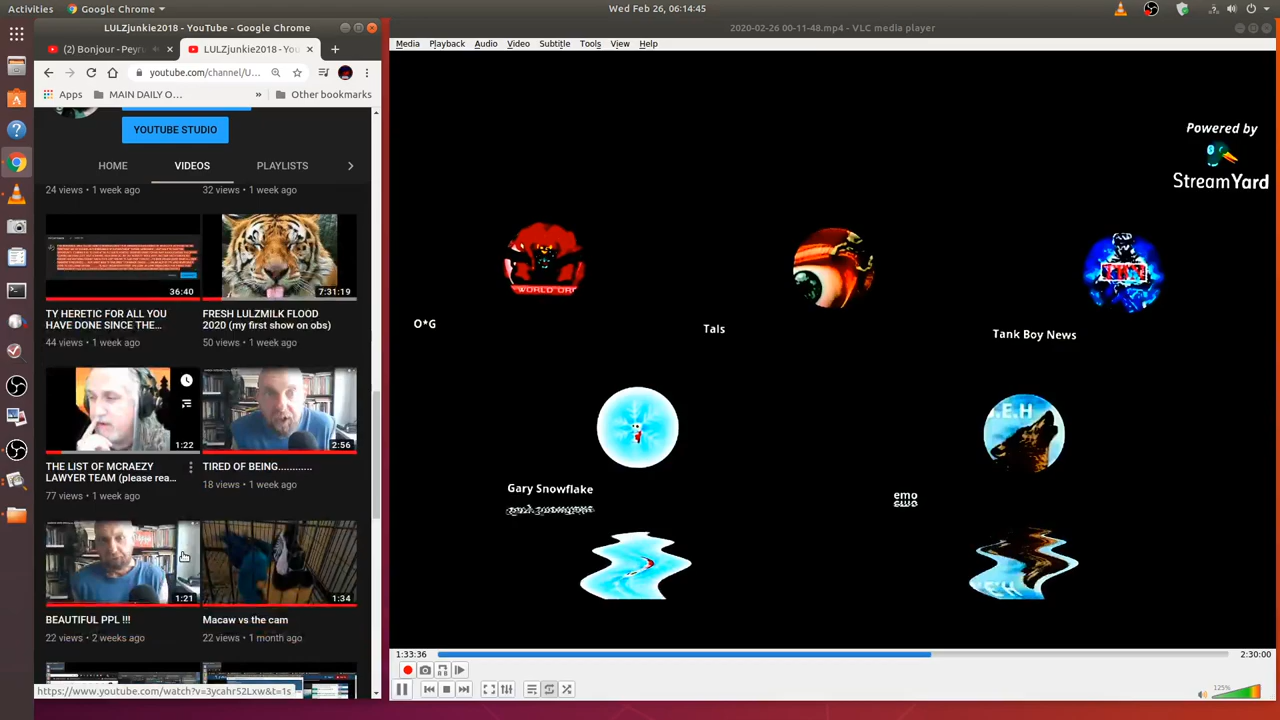 Activities
Google Chrome
Wed Feb 26, 06:14:45
LULZjunkie2018 - YouTube - Google Chrome
(2) Bonjour - Peyru
LULZjunkie2018 - You
youtube.com/channel/U...
Apps
MAIN DAILY O...
»
Other bookmarks
YOUTUBE STUDIO
HOME
VIDEOS
PLAYLISTS
24 views • 1 week ago
32 views • 1 week ago
36:40
7:31:19
TY HERETIC FOR ALL YOU HAVE DONE SINCE THE...
44 views • 1 week ago
FRESH LULZMILK FLOOD 2020 (my first show on obs)
50 views • 1 week ago
1:22
2:56
THE LIST OF MCRAEZY LAWYER TEAM (please rea...
77 views • 1 week ago
TIRED OF BEING............
18 views • 1 week ago
1:21
1:34
BEAUTIFUL PPL !!!
22 views • 2 weeks ago
Macaw vs the cam
22 views • 1 month ago
https://www.youtube.com/watch?v=3ycahr52Lxw&t=1s
2020-02-26 00-11-48.mp4 - VLC media player
Media Playback Audio Video Subtitle Tools View Help
Powered by
StreamYard
WORLD ORD
O*G
Tals
TNT
Tank Boy News
Gary Snowflake
.E.H
emo
1:33:36
2:30:00
125%